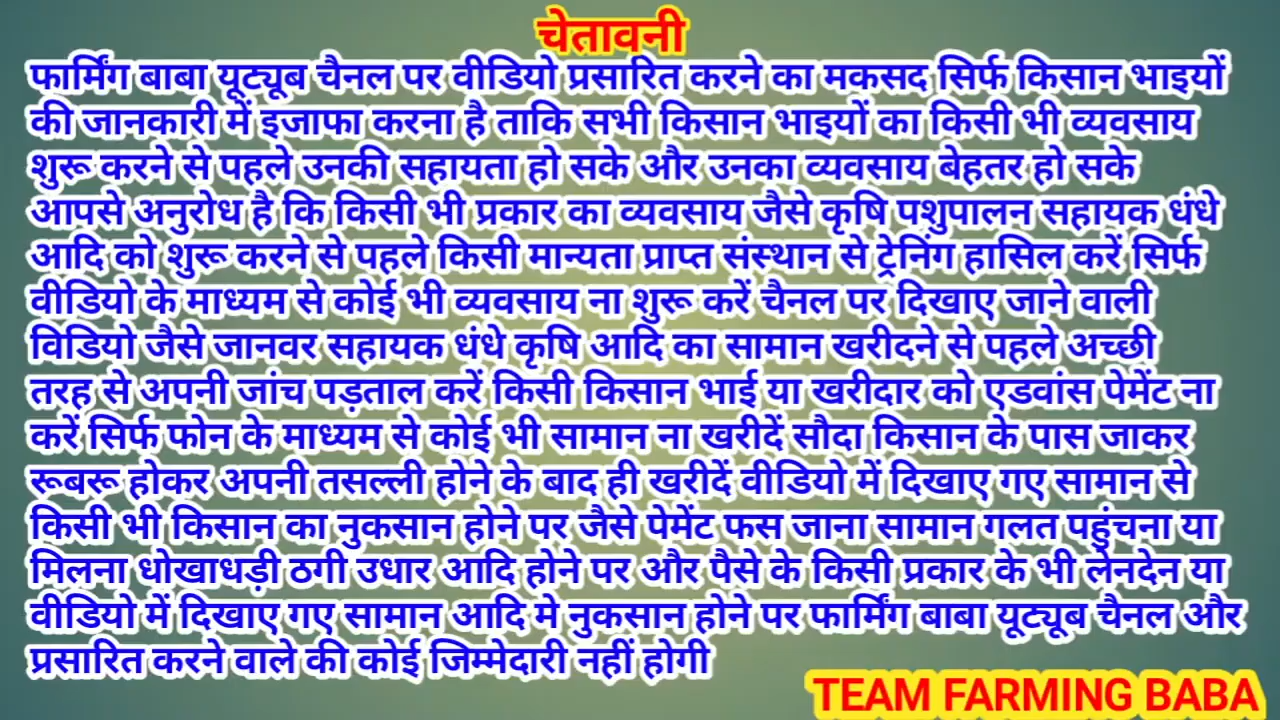 चेतावनी
फार्मिंग बाबा यूट्यूब चैनल पर वीडियो प्रसारित करने का मकसद सिर्फ किसान भाइयों
की जानकारी में इजाफा करना है ताकि सभी किसान भाइयों का किसी भी व्यवसाय
शुरू करने से पहले उनकी सहायता हो सके और उनका व्यवसाय बेहतर हो सके
आपसे अनुरोध है कि किसी भी प्रकार का व्यवसाय जैसे कृषि पशुपालन सहायक धंधे
आदि को शुरू करने से पहले किसी मान्यता प्राप्त संस्थान से ट्रेनिंग हासिल करें सिर्फ
वीडियो के माध्यम से कोई भी व्यवसाय ना शुरू करें चैनल पर दिखाए जाने वाली
विडियो जैसे जानवर सहायक धंधे कृषि आदि का सामान खरीदने से पहले अच्छी
तरह से अपनी जांच पड़ताल करें किसी किसान भाई या खरीदार को एडवांस पेमेंट ना
करें सिर्फ फोन के माध्यम से कोई भी सामान ना खरीदें सौदा किसान के पास जाकर
रूबरू होकर अपनी तसल्ली होने के बाद ही खरीदें वीडियो में दिखाए गए सामान से
किसी भी किसान का नुकसान होने पर जैसे पेमेंट फस जाना सामान गलत पहुंचना या
मिलना धोखाधड़ी ठगी उधार आदि होने पर और पैसे के किसी प्रकार के भी लेनदेन या
वीडियो में दिखाए गए सामान आदि मे नुकसान होने पर फार्मिंग बाबा यूट्यूब चैनल और
प्रसारित करने वाले की कोई जिम्मेदारी नहीं होगी
TEAM FARMING BABA